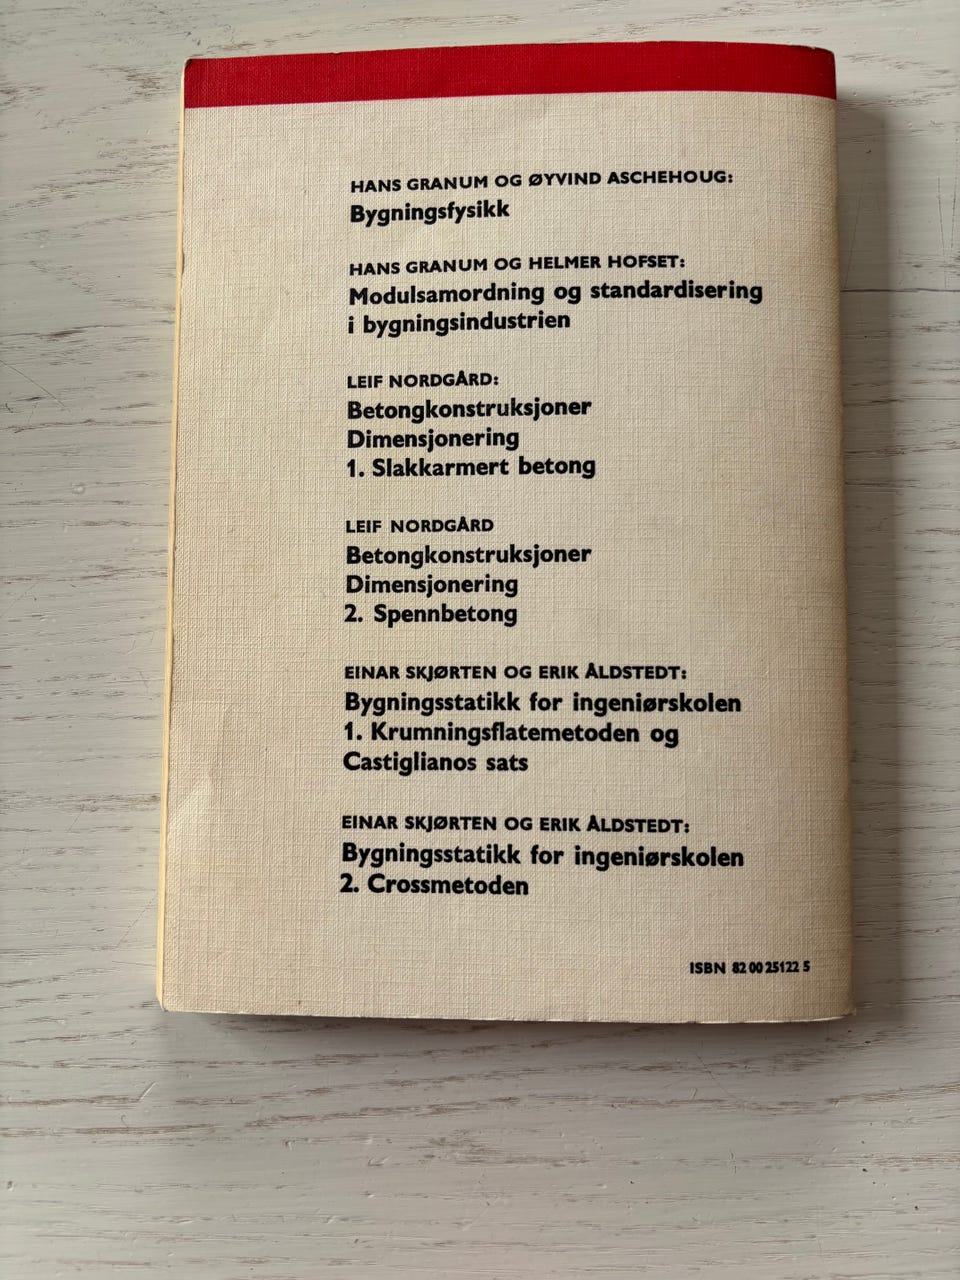 HANS GRANUM OG ØYVIND ASCHEHOUG:
Bygningsfysikk
HANS GRANUM OG HELMER HOFSET:
Modulsamordning og standardisering
i bygningsindustrien
LEIF NORDGÅRD:
Betongkonstruksjoner
Dimensjonering
1. Slakkarmert betong
LEIF NORDGÅRD
Betongkonstruksjoner
Dimensjonering
2. Spennbetong
EINAR SKJØRTEN OG ERIK ÅLDSTEDT:
Bygningsstatikk for ingeniørskolen
1. Krumningsflatemetoden og
Castiglianos sats
EINAR SKJØRTEN OG ERIK ÅLDSTEDT:
Bygningsstatikk for ingeniørskolen
2. Crossmetoden
ISBN 82 00 25122 5